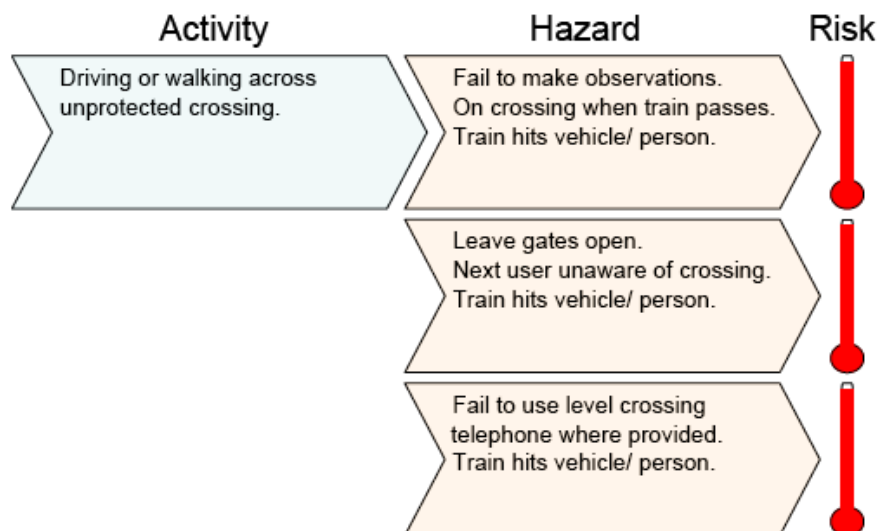 Activity
Hazard
Risk
Driving or walking across
unprotected crossing.
Fail to make observations.
On crossing when train passes.
Train hits vehicle/ person.
Leave gates open.
Next user unaware of crossing.
Train hits vehicle/ person.
Fail to use level crossing
telephone where provided.
Train hits vehicle/ person.